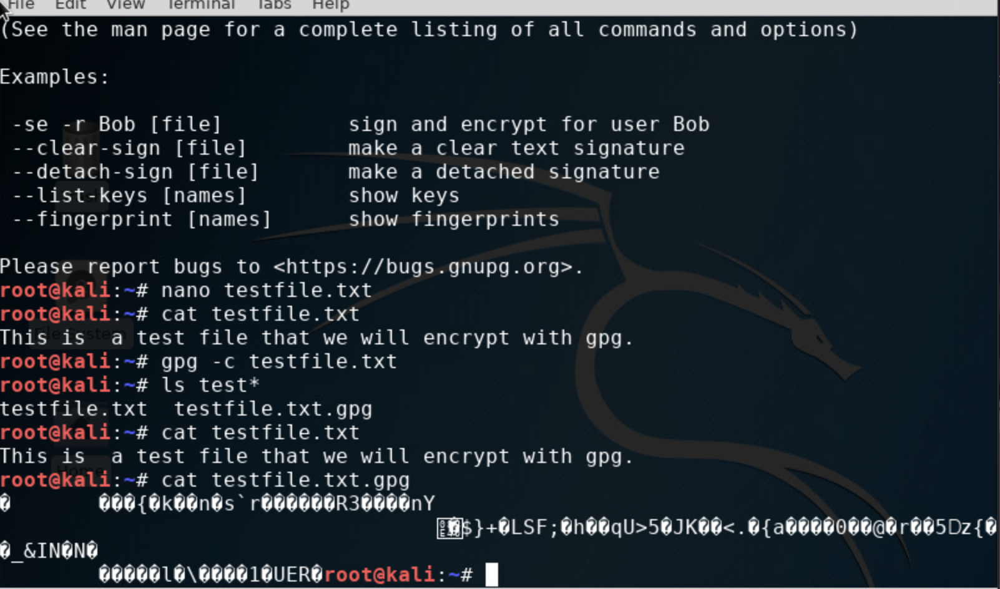 File Edit View Terminal Tabs Help
(See the man page for a complete listing of all commands and options)
Examples:
-se -r Bob [file] sign and encrypt for user Bob
--clear-sign [file] make a clear text signature
--detach-sign [file] make a detached signature
--list-keys [names] show keys
--fingerprint [names] show fingerprints
Please report bugs to <https://bugs.gnupg.org>.
root@kali:~# nano testfile.txt
root@kali:~# cat testfile.txt
This is  a test file that we will encrypt with gpg.
root@kali:~# gpg -c testfile.txt
root@kali:~# ls test*
testfile.txt  testfile.txt.gpg
root@kali:~# cat testfile.txt
This is  a test file that we will encrypt with gpg.
root@kali:~# cat testfile.txt.gpg
� ���{�k��n�s`r������R3����nY
�$}+�LSF;�h��qU>5�JK��<.�{a����0��@�r��5Dz{�
�_&IN�N�
�����l�\����1�UER�root@kali:~#
File System
Home